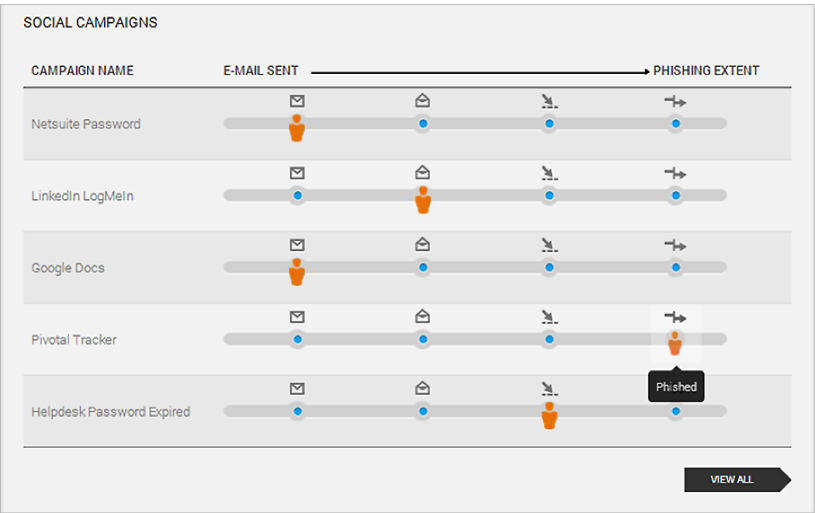 SOCIAL CAMPAIGNS
CAMPAIGN NAME E-MAIL SENT PHISHING EXTENT
Netsuite Password
LinkedIn LogMeIn
Google Docs
Pivotal Tracker
Phished
Helpdesk Password Expired
VIEW ALL